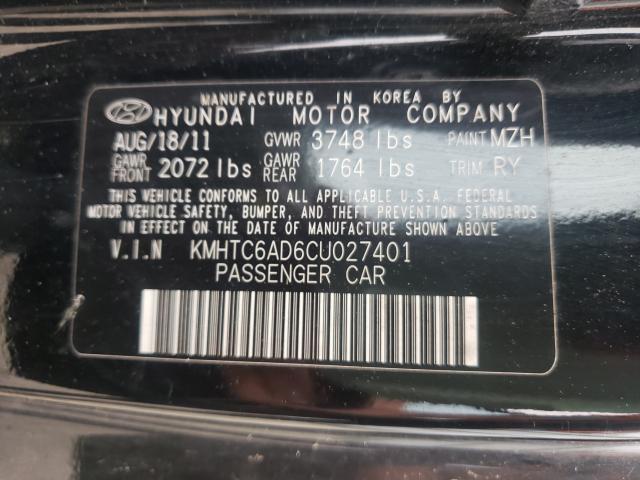 MANUFACTURED IN KOREA BY
HYUNDAI MOTOR COMPANY
AUG/18/11 GVWR 3748 lbs PAINT MZH
GAWR FRONT 2072 lbs GAWR REAR 1764 lbs TRIM RY
THIS VEHICLE CONFORMS TO ALL APPLICABLE U.S.A. FEDERAL
MOTOR VEHICLE SAFETY, BUMPER, AND THEFT PREVENTION STANDARDS
IN EFFECT ON THE DATE OF MANUFACTURE SHOWN ABOVE.
V.I.N KMHTC6AD6CU027401
PASSENGER CAR